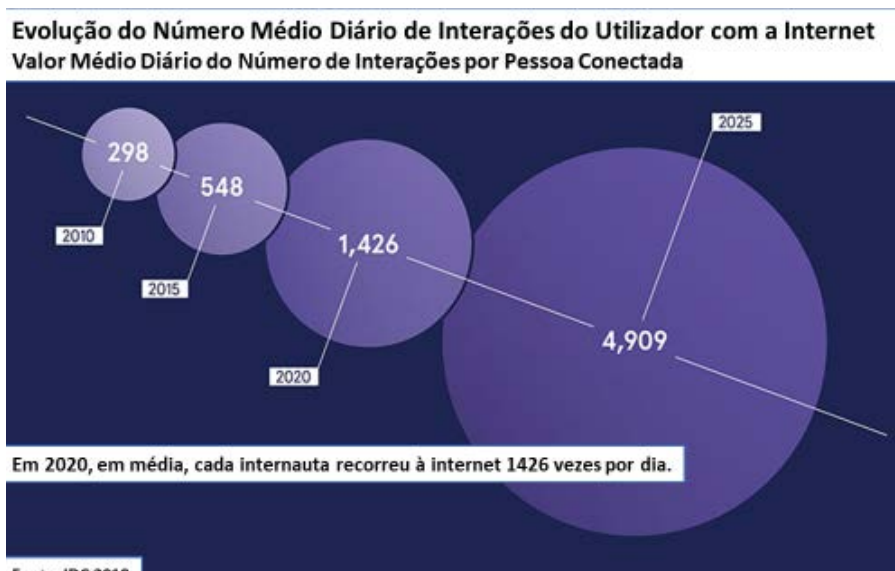 Evolução do Número Médio Diário de Interações do Utilizador com a Internet
Valor Médio Diário do Número de Interações por Pessoa Conectada
2025
298
548
2010
1,426
2015
4,909
2020
Em 2020, em média, cada internauta recorreu à internet 1426 vezes por dia.